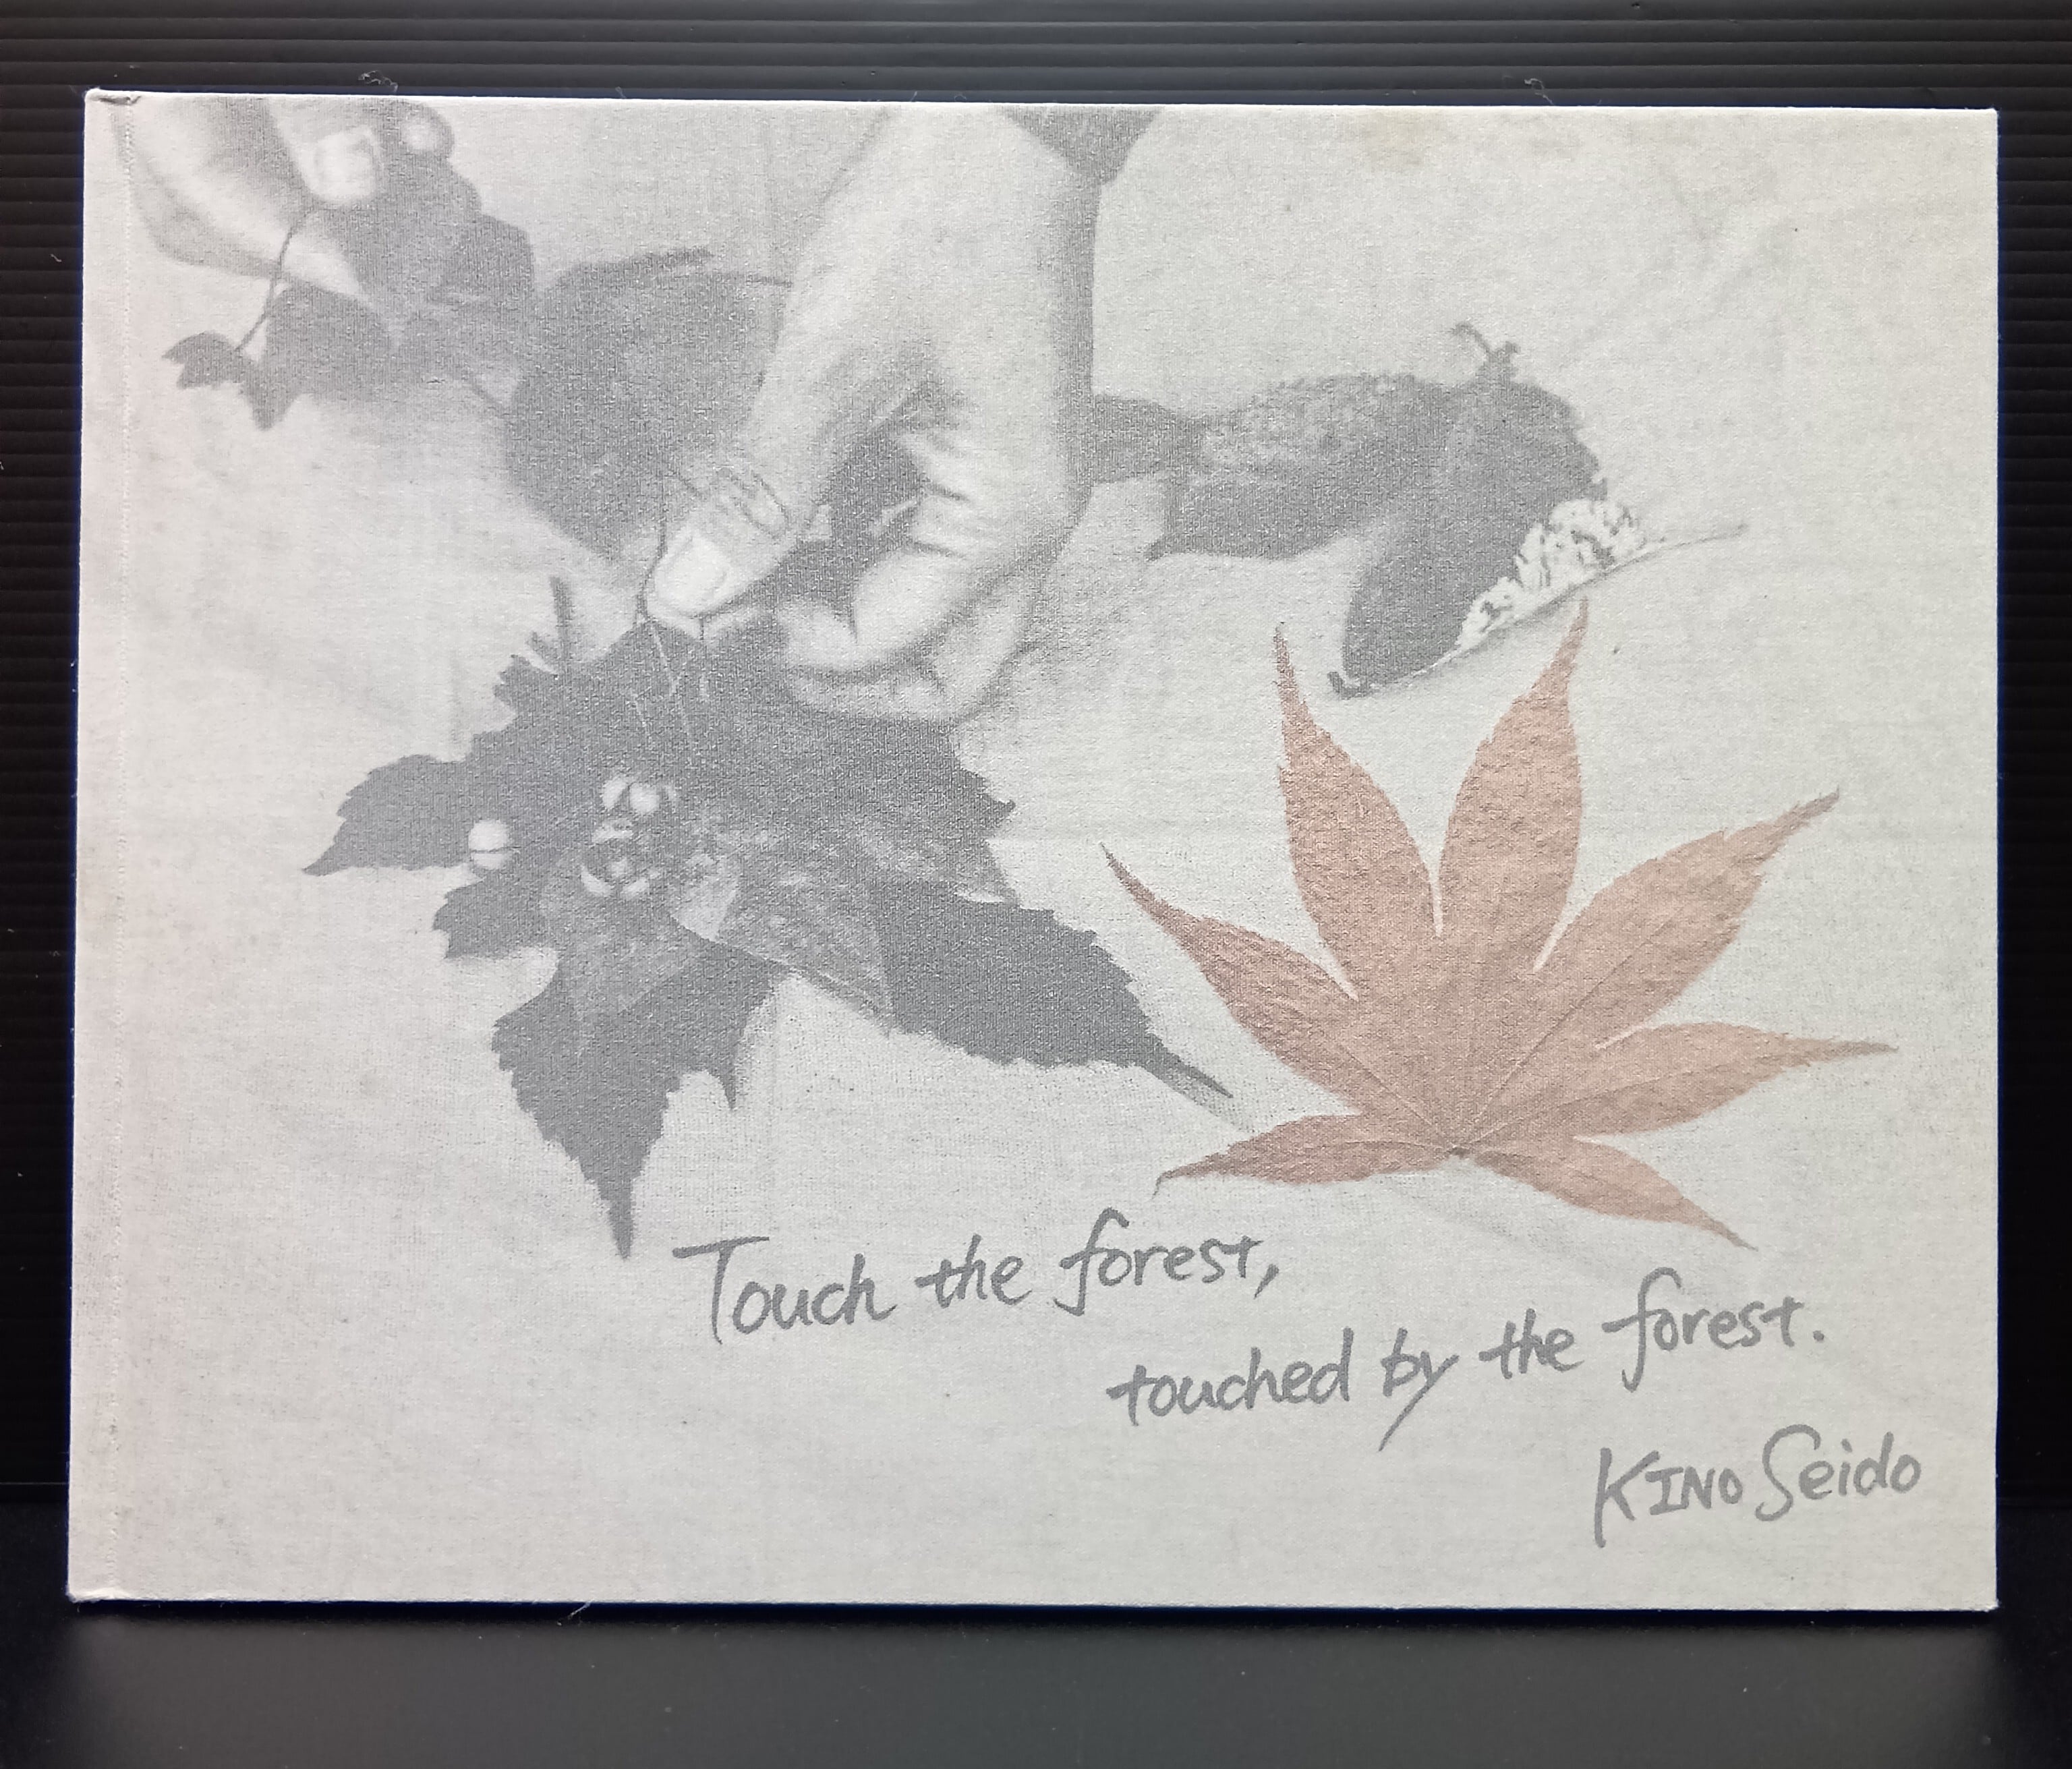 Touch the forest,
touched by the forest.
KINO Seido